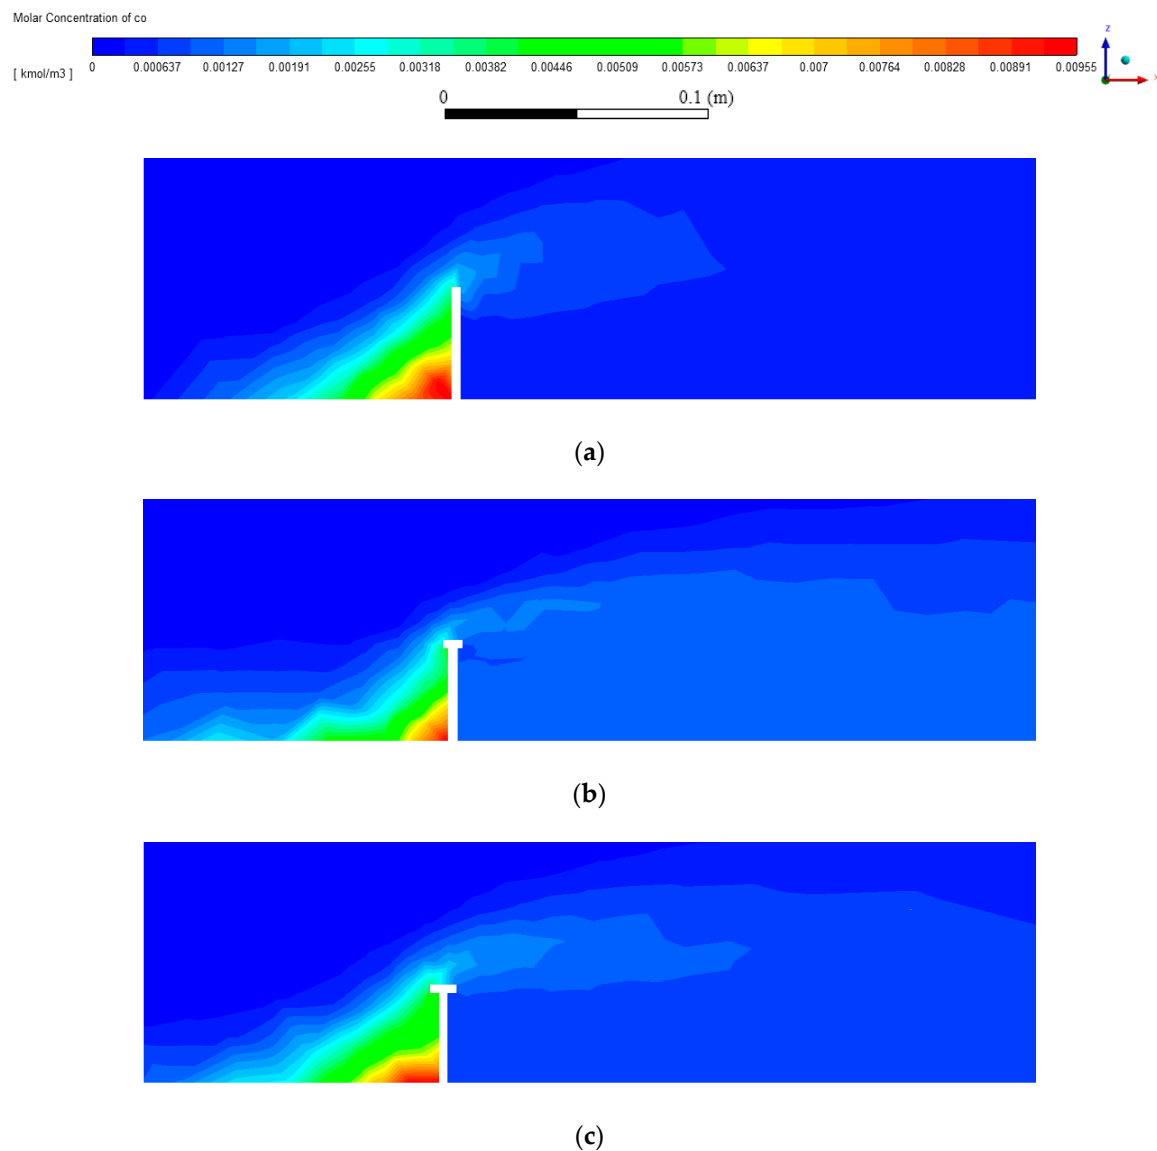 Molar Concentration of co
[ kmol/m3 ]
0 0.000637 0.00127 0.00191 0.00255 0.00318 0.00382 0.00446 0.00509 0.00573 0.00637 0.007 0.00764 0.00828 0.00891 0.00955
z
x
0 0.1 (m)
(a)
(b)
(c)